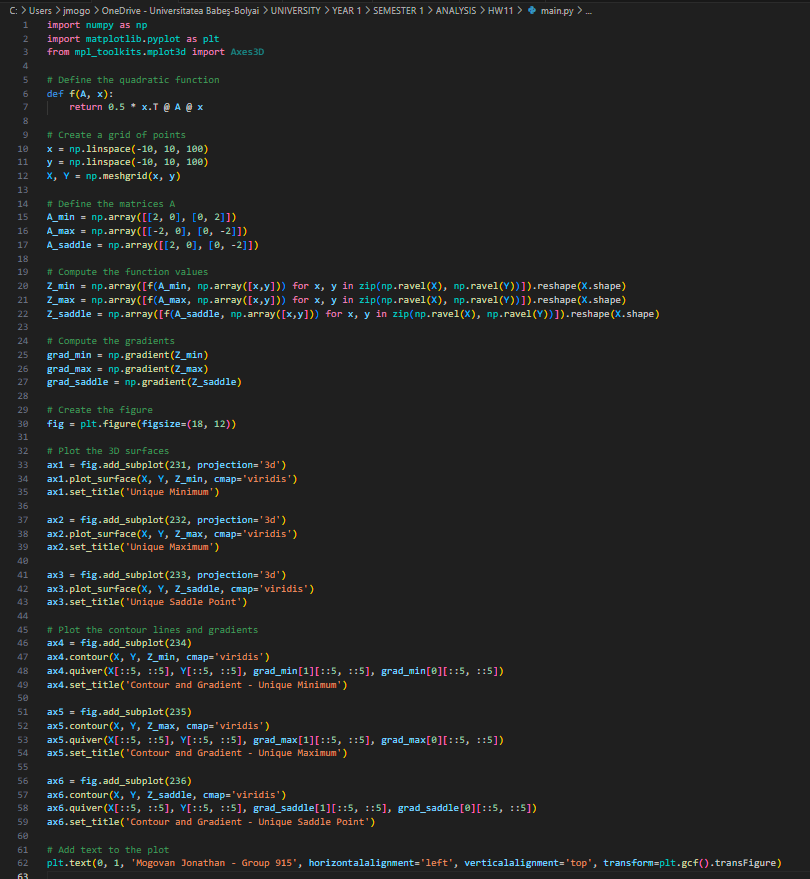 C: > Users > jmogo > OneDrive - Universitatea Babeş-Bolyai > UNIVERSITY > YEAR 1 > SEMESTER 1 > ANALYSIS > HW11 > main.py > ...
1 import numpy as np
2 import matplotlib.pyplot as plt
3 from mpl_toolkits.mplot3d import Axes3D
4
5 # Define the quadratic function
6 def f(A, x):
7     return 0.5 * x.T @ A @ x
8
9 # Create a grid of points
10 x = np.linspace(-10, 10, 100)
11 y = np.linspace(-10, 10, 100)
12 X, Y = np.meshgrid(x, y)
13
14 # Define the matrices A
15 A_min = np.array([[2, 0], [0, 2]])
16 A_max = np.array([[-2, 0], [0, -2]])
17 A_saddle = np.array([[2, 0], [0, -2]])
18
19 # Compute the function values
20 Z_min = np.array([f(A_min, np.array([x,y])) for x, y in zip(np.ravel(X), np.ravel(Y))]).reshape(X.shape)
21 Z_max = np.array([f(A_max, np.array([x,y])) for x, y in zip(np.ravel(X), np.ravel(Y))]).reshape(X.shape)
22 Z_saddle = np.array([f(A_saddle, np.array([x,y])) for x, y in zip(np.ravel(X), np.ravel(Y))]).reshape(X.shape)
23
24 # Compute the gradients
25 grad_min = np.gradient(Z_min)
26 grad_max = np.gradient(Z_max)
27 grad_saddle = np.gradient(Z_saddle)
28
29 # Create the figure
30 fig = plt.figure(figsize=(18, 12))
31
32 # Plot the 3D surfaces
33 ax1 = fig.add_subplot(231, projection='3d')
34 ax1.plot_surface(X, Y, Z_min, cmap='viridis')
35 ax1.set_title('Unique Minimum')
36
37 ax2 = fig.add_subplot(232, projection='3d')
38 ax2.plot_surface(X, Y, Z_max, cmap='viridis')
39 ax2.set_title('Unique Maximum')
40
41 ax3 = fig.add_subplot(233, projection='3d')
42 ax3.plot_surface(X, Y, Z_saddle, cmap='viridis')
43 ax3.set_title('Unique Saddle Point')
44
45 # Plot the contour lines and gradients
46 ax4 = fig.add_subplot(234)
47 ax4.contour(X, Y, Z_min, cmap='viridis')
48 ax4.quiver(X[::5, ::5], Y[::5, ::5], grad_min[1][::5, ::5], grad_min[0][::5, ::5])
49 ax4.set_title('Contour and Gradient - Unique Minimum')
50
51 ax5 = fig.add_subplot(235)
52 ax5.contour(X, Y, Z_max, cmap='viridis')
53 ax5.quiver(X[::5, ::5], Y[::5, ::5], grad_max[1][::5, ::5], grad_max[0][::5, ::5])
54 ax5.set_title('Contour and Gradient - Unique Maximum')
55
56 ax6 = fig.add_subplot(236)
57 ax6.contour(X, Y, Z_saddle, cmap='viridis')
58 ax6.quiver(X[::5, ::5], Y[::5, ::5], grad_saddle[1][::5, ::5], grad_saddle[0][::5, ::5])
59 ax6.set_title('Contour and Gradient - Unique Saddle Point')
60
61 # Add text to the plot
62 plt.text(0, 1, 'Mogovan Jonathan - Group 915', horizontalalignment='left', verticalalignment='top', transform=plt.gcf().transFigure)
63